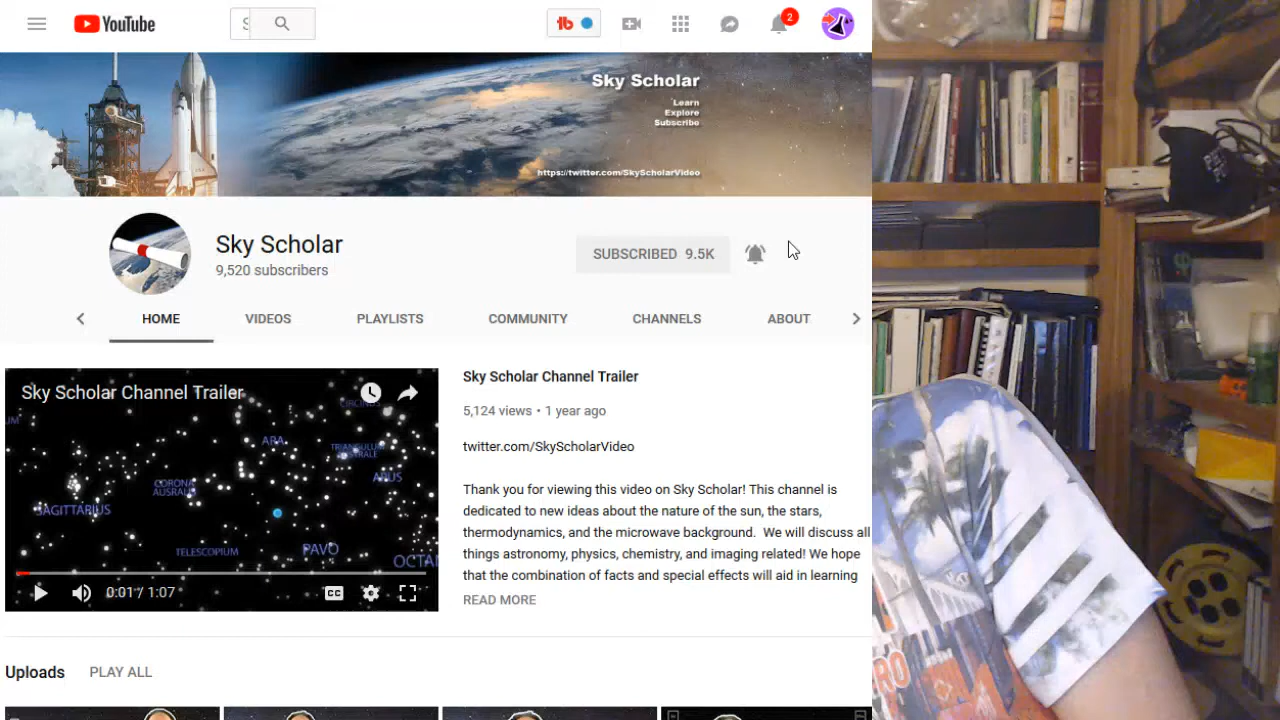 YouTube
S
2
Sky Scholar
Learn
Explore
Subscribe
https://twitter.com/SkyScholarVideo
Sky Scholar
9,520 subscribers
SUBSCRIBED 9.5K
HOME VIDEOS PLAYLISTS COMMUNITY CHANNELS ABOUT
Sky Scholar Channel Trailer
CIRCINUS
ARA
TRIANGULUM
AUSTRALE
APUS
CORONA
AUSTRALIS
SAGITTARIUS
TELESCOPIUM
PAVO
OCTAN
0:01 / 1:07
CC
Sky Scholar Channel Trailer
5,124 views • 1 year ago
twitter.com/SkyScholarVideo
Thank you for viewing this video on Sky Scholar! This channel is
dedicated to new ideas about the nature of the sun, the stars,
thermodynamics, and the microwave background. We will discuss all
things astronomy, physics, chemistry, and imaging related! We hope
that the combination of facts and special effects will aid in learning
READ MORE
Uploads PLAY ALL